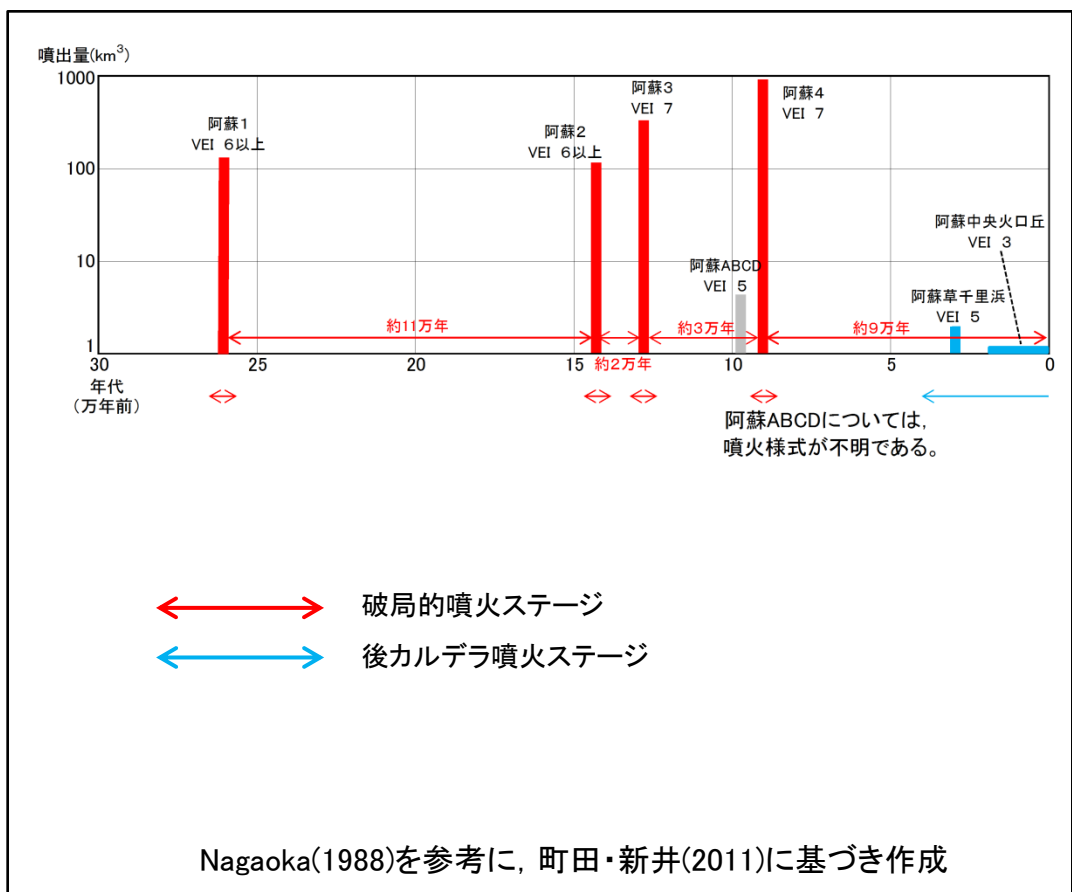 噴出量(km³)
1000
100
10
1
阿蘇1
VEI 6以上
阿蘇2
VEI 6以上
阿蘇3
VEI 7
阿蘇4
VEI 7
阿蘇ABCD
VEI 5
阿蘇中央火口丘
VEI 3
阿蘇草千里浜
VEI 5
約11万年
約2万年
約3万年
約9万年
30
25
20
15
10
5
0
年代
(万年前)
阿蘇ABCDについては,
噴火様式が不明である。
破局的噴火ステージ
後カルデラ噴火ステージ
Nagaoka(1988)を参考に, 町田・新井(2011)に基づき作成